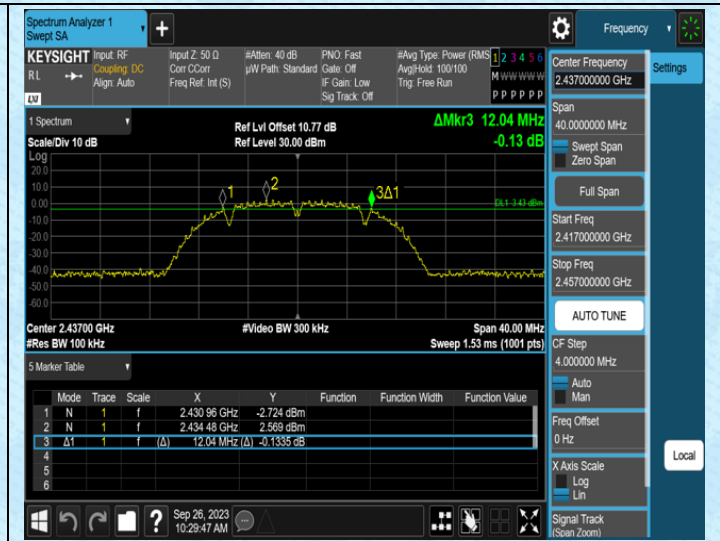 Spectrum Analyzer 1
Swept SA
+
Frequency
KEYSIGHT
RL
LXI
Input: RF
Coupling: DC
Align: Auto
Input Z: 50 Ω
Corr CCorr
Freq Ref: Int (S)
#Atten: 40 dB
µW Path: Standard
PNO: Fast
Gate: Off
IF Gain: Low
Sig Track: Off
#Avg Type: Power (RMS
Avg|Hold: 100/100
Trig: Free Run
1 2 3 4 5 6
M W W W W W
P P P P P P
1 Spectrum
Scale/Div 10 dB
Ref Lvl Offset 10.77 dB
Ref Level 30.00 dBm
ΔMkr3 12.04 MHz
-0.13 dB
Log
20.0
10.0
0.00
-10.0
-20.0
-30.0
-40.0
-50.0
-60.0
1
2
3Δ1
DL1 -3.43 dBm
Center 2.43700 GHz
#Res BW 100 kHz
#Video BW 300 kHz
Span 40.00 MHz
Sweep 1.53 ms (1001 pts)
5 Marker Table
Mode Trace Scale X Y Function Function Width Function Value
1 N 1 f 2.430 96 GHz -2.724 dBm
2 N 1 f 2.434 48 GHz 2.569 dBm
3 Δ1 1 f (Δ) 12.04 MHz (Δ) -0.1335 dB
4
5
6
Sep 26, 2023
10:29:47 AM
?
Center Frequency
2.437000000 GHz
Span
40.0000000 MHz
Swept Span
Zero Span
Full Span
Start Freq
2.417000000 GHz
Stop Freq
2.457000000 GHz
AUTO TUNE
CF Step
4.000000 MHz
Auto
Man
Freq Offset
0 Hz
X Axis Scale
Log
Lin
Signal Track
(Span Zoom)
Settings
Local